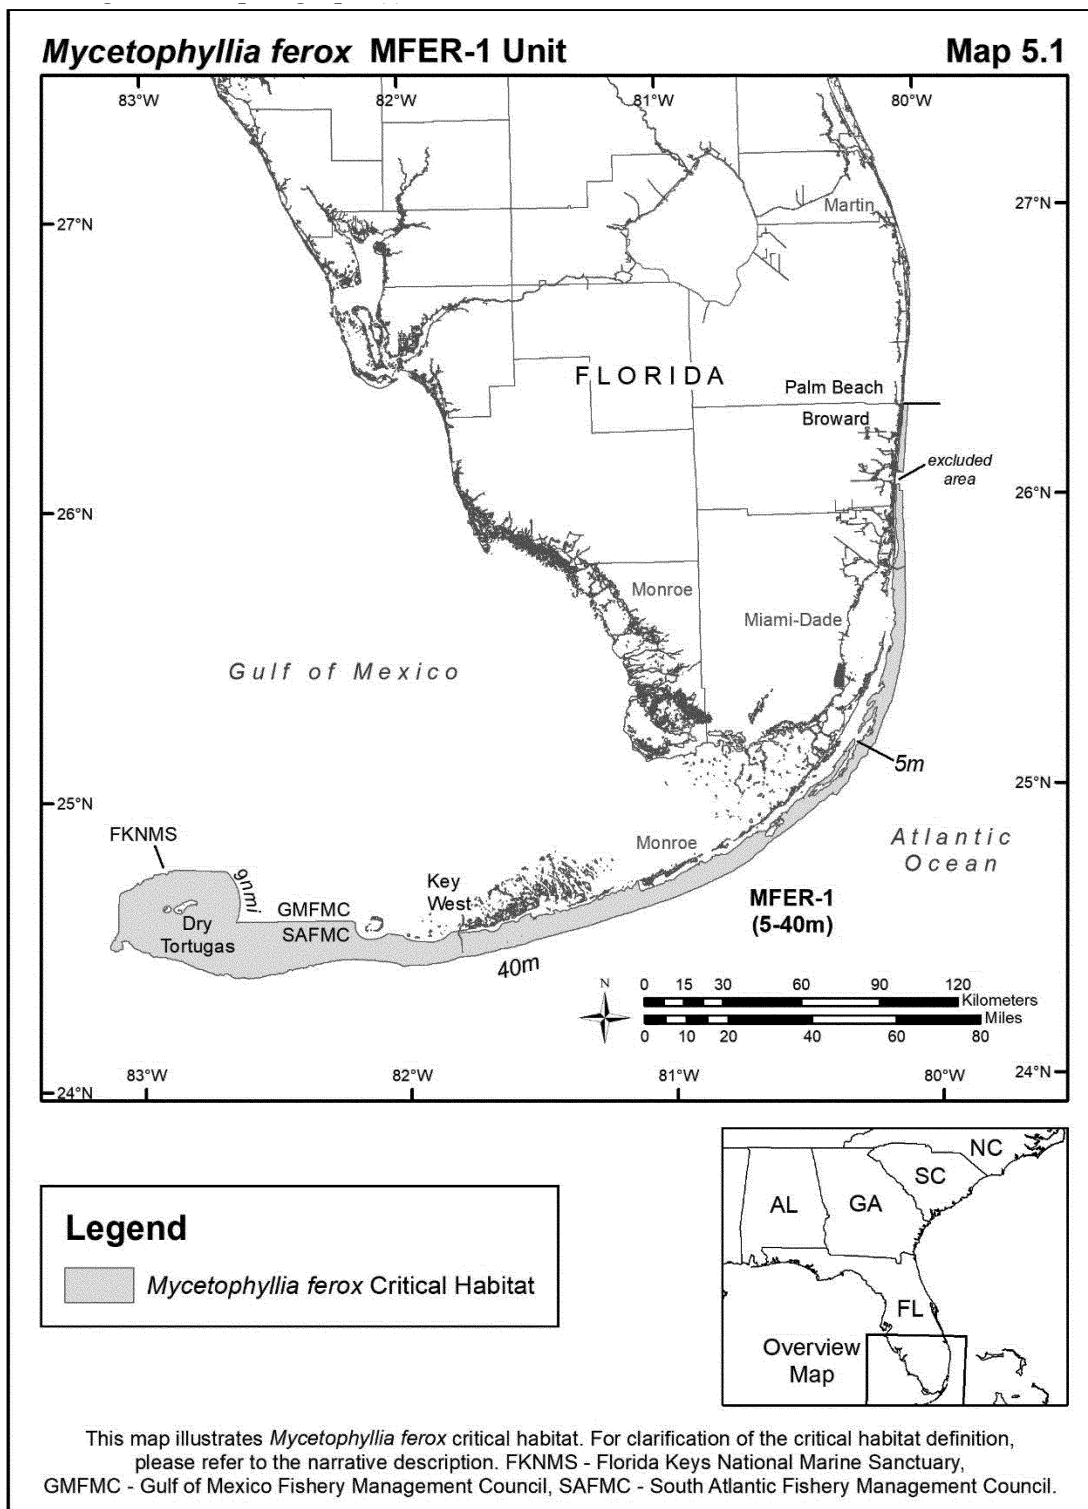 Mycetophyllia ferox MFER-1 Unit
Map 5.1
83°W
82°W
81°W
80°W
27°N
27°N
Martin
FLORIDA
Palm Beach
Broward
excluded
area
26°N
26°N
Monroe
Miami-Dade
Gulf of Mexico
5m
25°N
25°N
FKNMS
Monroe
Atlantic
Ocean
9nmi
Key
West
GMFMC
SAFMC
Dry
Tortugas
MFER-1
(5-40m)
40m
N
0 15 30 60 90 120
Kilometers
Miles
0 10 20 40 60 80
83°W
82°W
81°W
80°W
24°N
24°N
NC
SC
AL
GA
FL
Overview
Map
Legend
Mycetophyllia ferox Critical Habitat
This map illustrates Mycetophyllia ferox critical habitat. For clarification of the critical habitat definition,
please refer to the narrative description. FKNMS - Florida Keys National Marine Sanctuary,
GMFMC - Gulf of Mexico Fishery Management Council, SAFMC - South Atlantic Fishery Management Council.